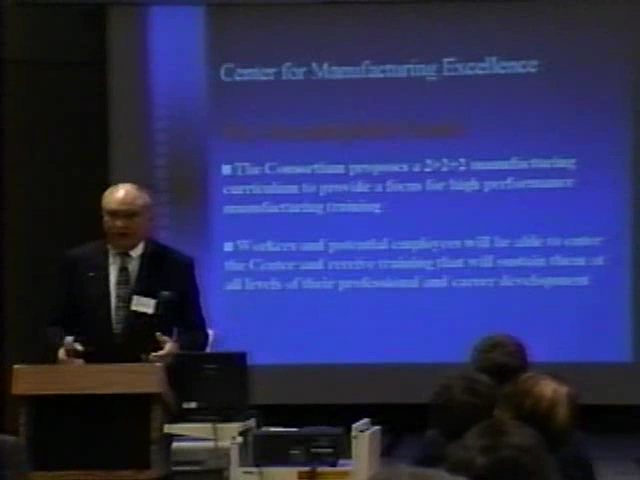 Center for Manufacturing Excellence
■ The Consortium proposes a 2+2+2 manufacturing
curriculum to provide a focus for high performance
manufacturing training
■ Workers and potential employees will be able to enter
the Center and receive training that will sustain them at
all levels of their professional and career development